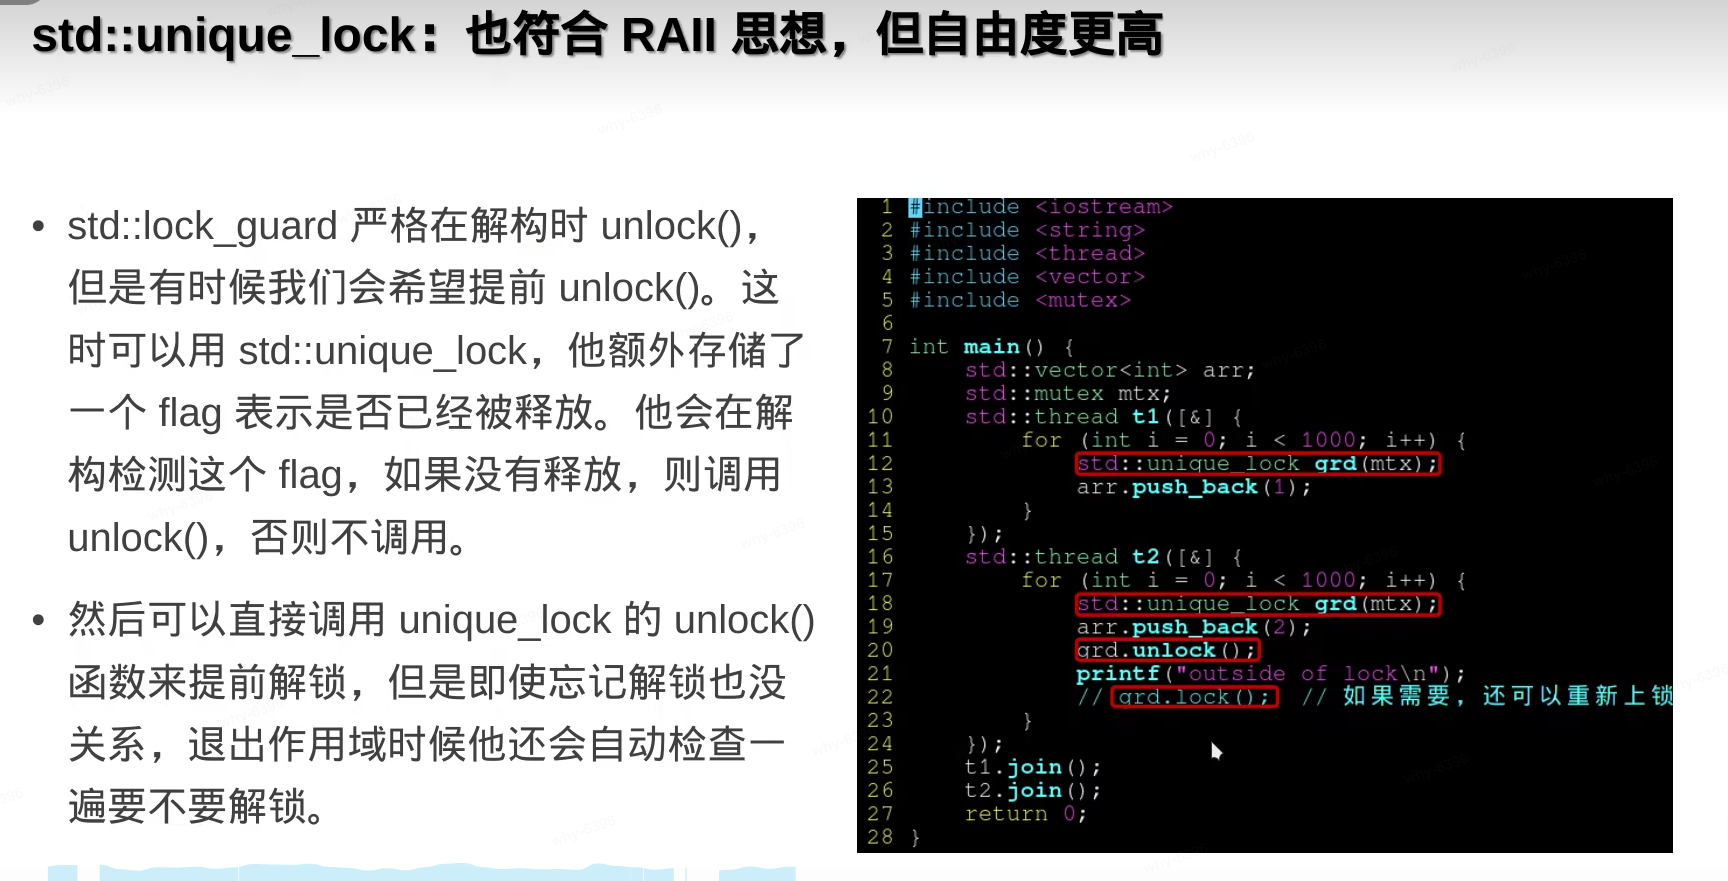 std::unique_lock：也符合 RAII 思想，但自由度更高
• std::lock_guard 严格在解构时 unlock()，
但是有时候我们会希望提前 unlock()。这
时可以用 std::unique_lock，他额外存储了
一个 flag 表示是否已经被释放。他会在解
构检测这个 flag，如果没有释放，则调用
unlock()，否则不调用。
• 然后可以直接调用 unique_lock 的 unlock()
函数来提前解锁，但是即使忘记解锁也没
关系，退出作用域时候他还会自动检查一
遍要不要解锁。
1 #include <iostream>
2 #include <string>
3 #include <thread>
4 #include <vector>
5 #include <mutex>
6
7 int main() {
8     std::vector<int> arr;
9     std::mutex mtx;
10     std::thread t1([&] {
11         for (int i = 0; i < 1000; i++) {
12             std::unique_lock grd(mtx);
13             arr.push_back(1);
14         }
15     });
16     std::thread t2([&] {
17         for (int i = 0; i < 1000; i++) {
18             std::unique_lock grd(mtx);
19             arr.push_back(2);
20             grd.unlock();
21             printf("outside of lock\n");
22             // grd.lock();  // 如果需要，还可以重新上锁
23         }
24     });
25     t1.join();
26     t2.join();
27     return 0;
28 }
why-6396